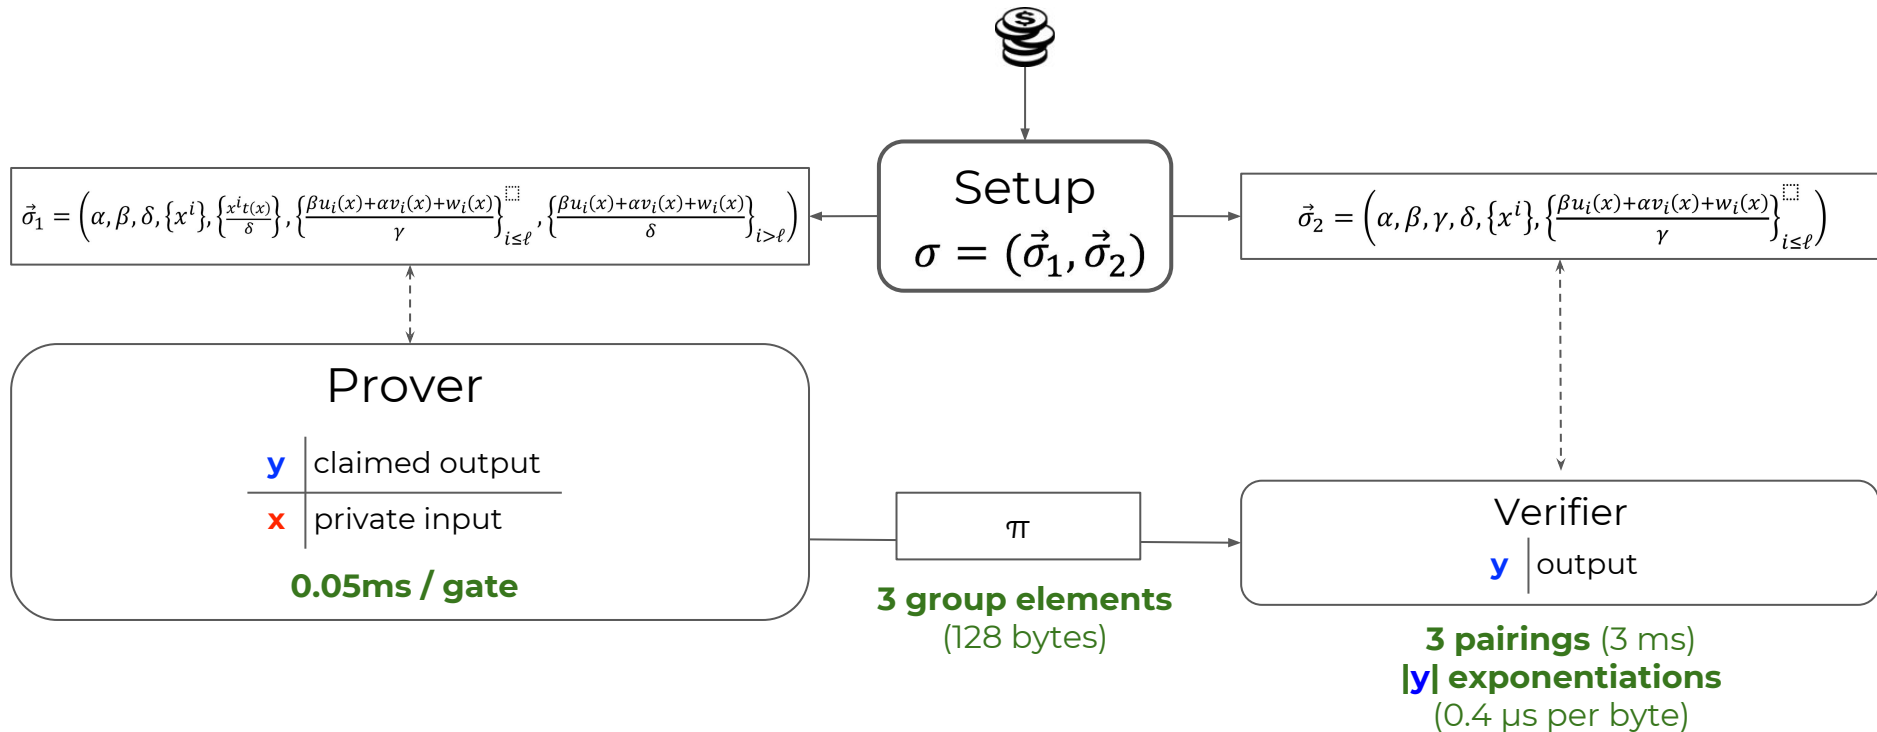 $
Setup
σ = (σ⃗₁, σ⃗₂)
σ⃗₁ = (α, β, δ, {xⁱ}, {xⁱt(x)/δ}, {(βuᵢ(x)+αvᵢ(x)+wᵢ(x))/γ}ᵢ≤ℓ, {(βuᵢ(x)+αvᵢ(x)+wᵢ(x))/δ}ᵢ>ℓ)
σ⃗₂ = (α, β, γ, δ, {xⁱ}, {(βuᵢ(x)+αvᵢ(x)+wᵢ(x))/γ}ᵢ≤ℓ)
Prover
y claimed output
x private input
0.05ms / gate
π
3 group elements
(128 bytes)
Verifier
y output
3 pairings (3 ms)
|y| exponentiations
(0.4 µs per byte)